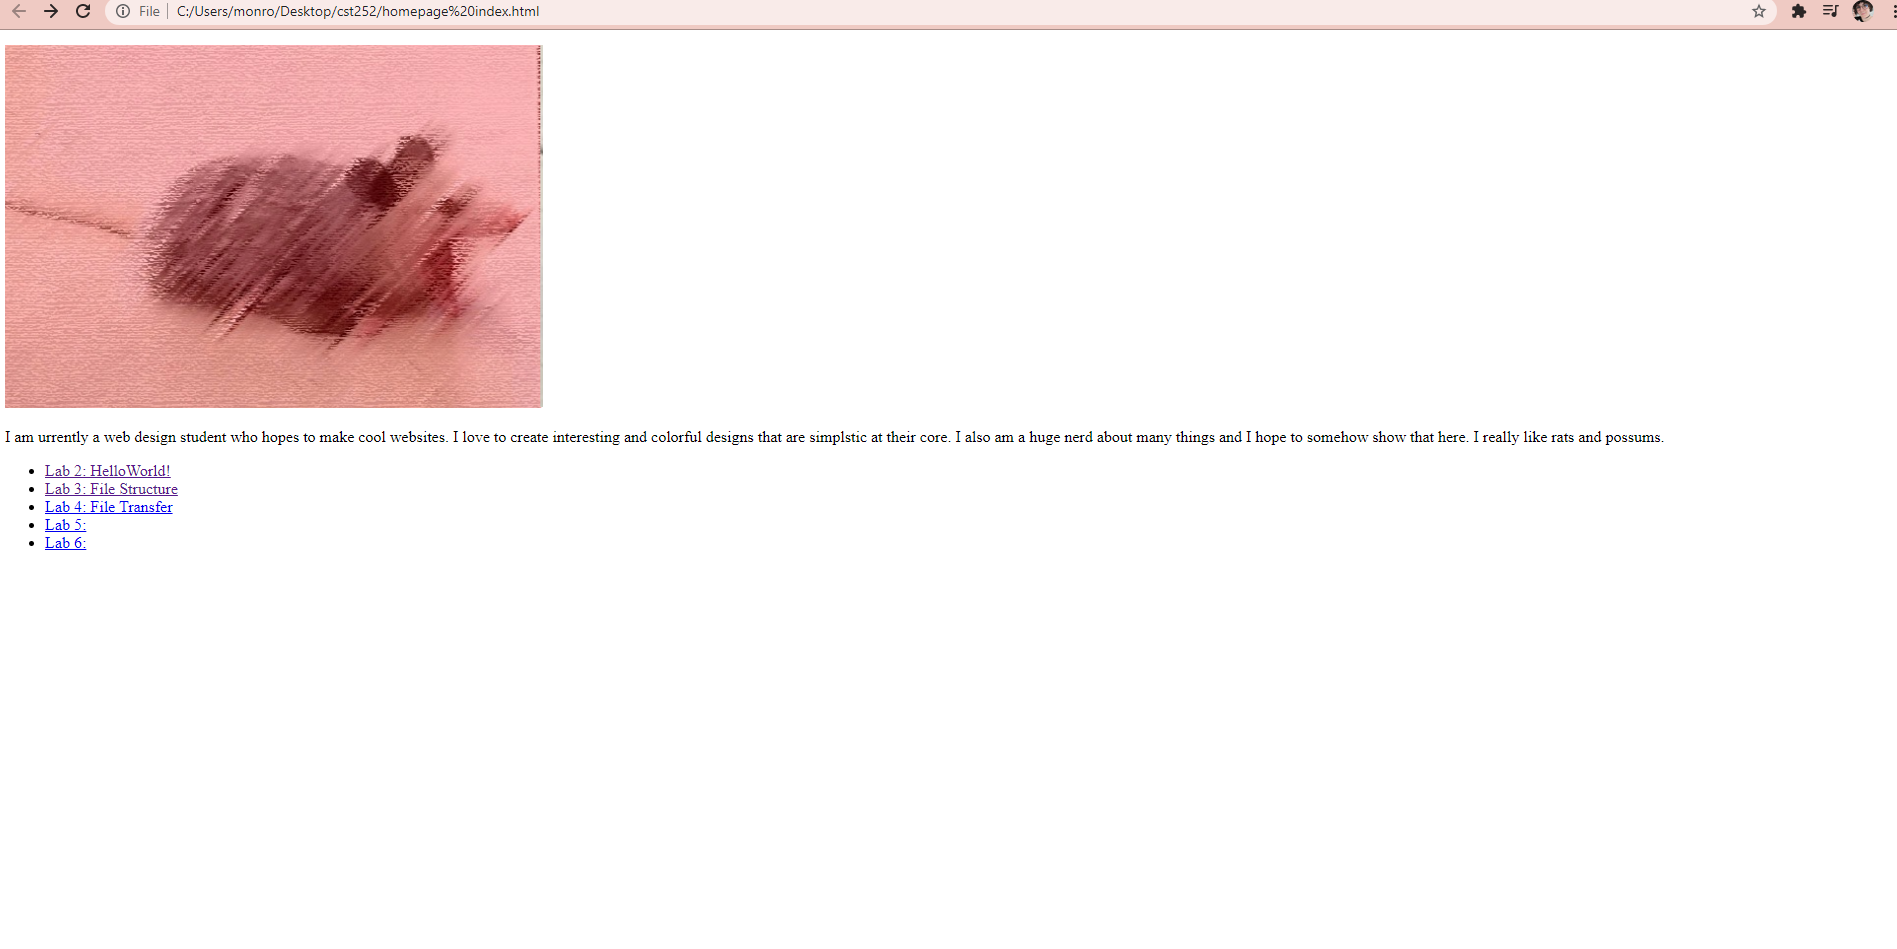 File C:/Users/monro/Desktop/cst252/homepage%20index.html
I am urrently a web design student who hopes to make cool websites. I love to create interesting and colorful designs that are simplstic at their core. I also am a huge nerd about many things and I hope to somehow show that here. I really like rats and possums.
Lab 2: HelloWorld!
Lab 3: File Structure
Lab 4: File Transfer
Lab 5:
Lab 6: